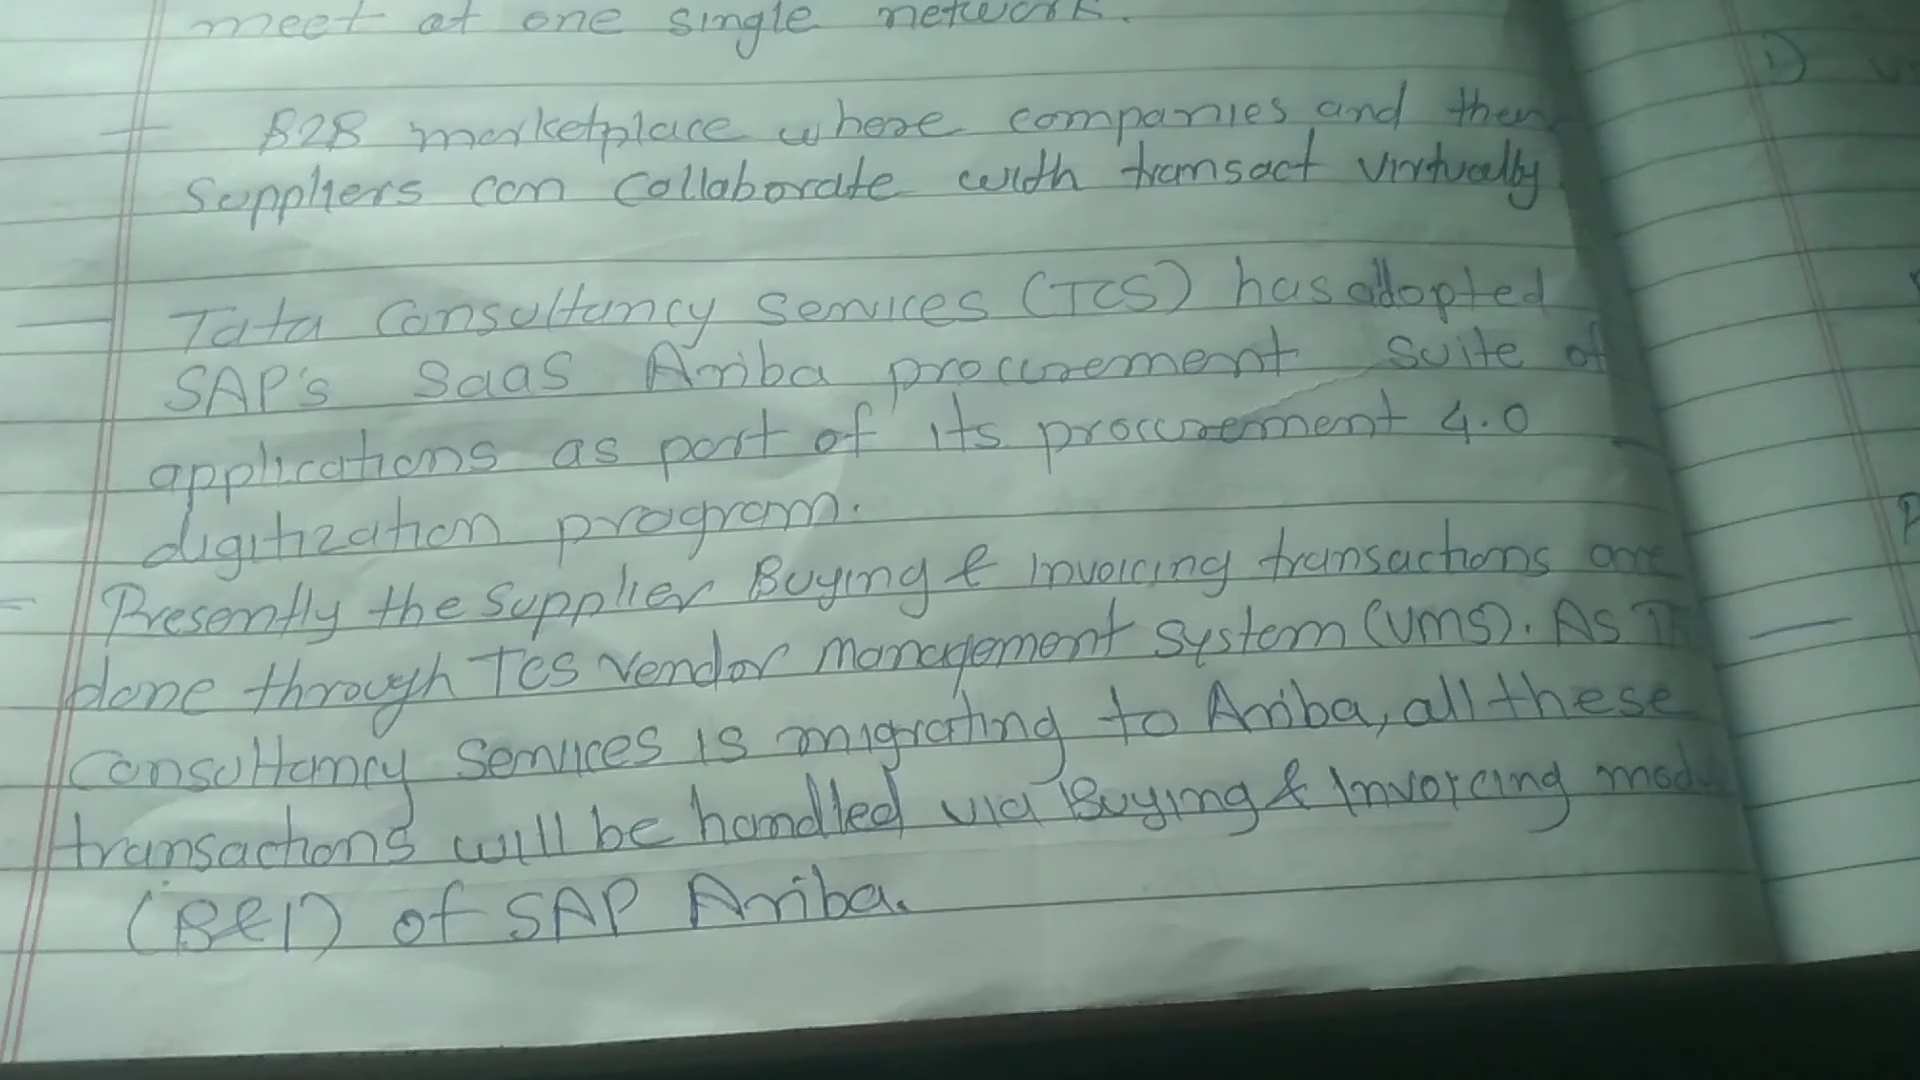 meet at one single network.
B2B marketplace where companies and their
Suppliers can collaborate with transact virtually
Tata Consultancy Services (TCS) has adopted
SAP's SaaS Ariba procurement suite of
applications as part of its procurement 4.0
digitization program.
Presently the supplier Buying & Invoicing transactions are
done through TCS Vendor Management System (VMS). As
Consultancy Services is migrating to Ariba, all these
transactions will be handled via Buying & Invoicing
(B&I) of SAP Ariba.
1)